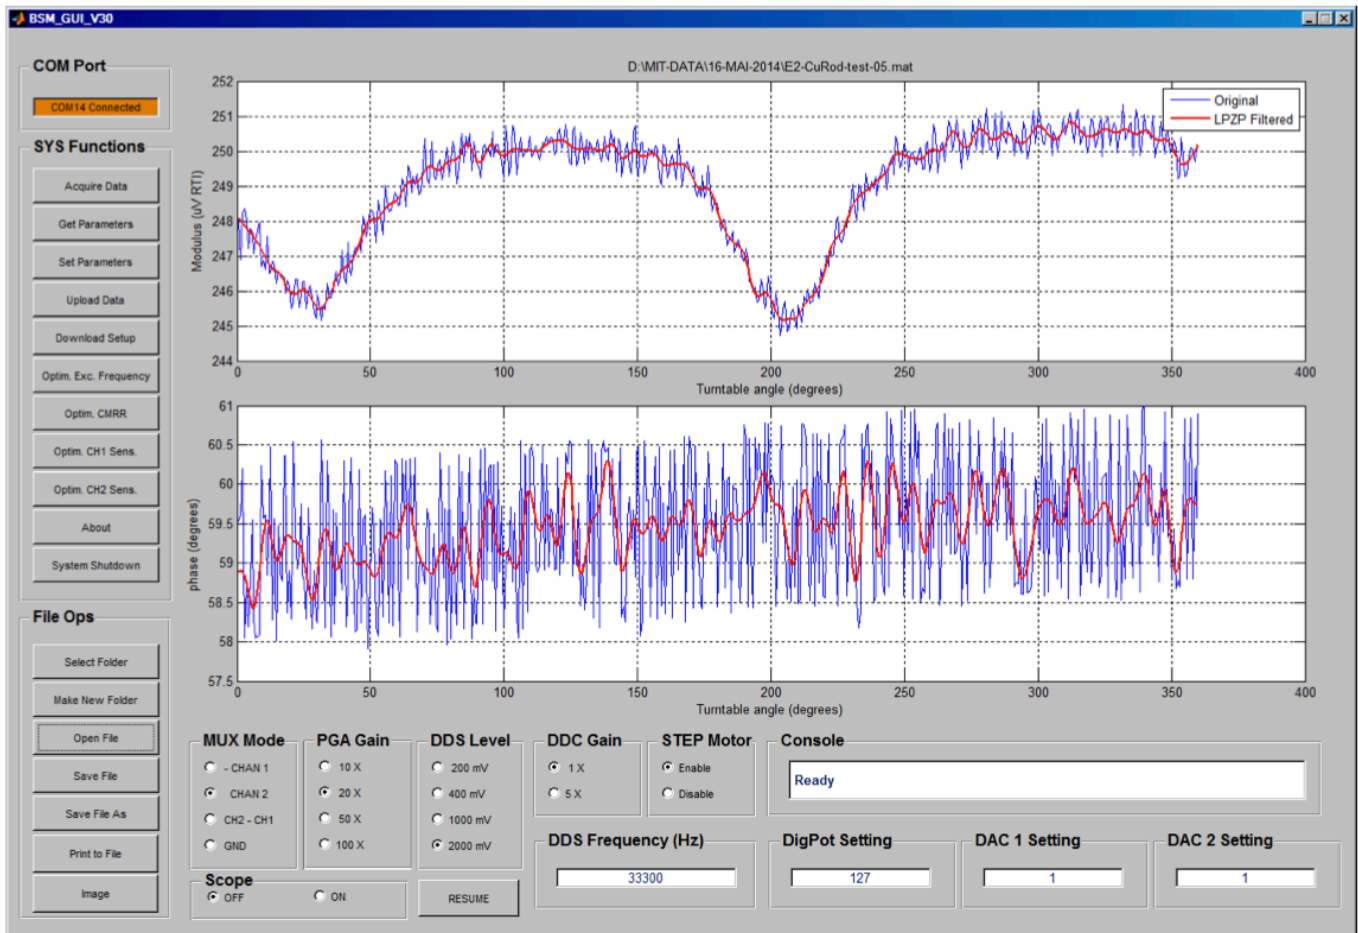 BSM_GUI_V30
COM Port
COM14 Connected
SYS Functions
Acquire Data
Get Parameters
Set Parameters
Upload Data
Download Setup
Optim. Exc. Frequency
Optim. CMRR
Optim. CH1 Sens.
Optim. CH2 Sens.
About
System Shutdown
File Ops
Select Folder
Make New Folder
Open File
Save File
Save File As
Print to File
Image
D:\MIT-DATA\16-MAI-2014\E2-CuRod-test-05.mat
Original
LPZP Filtered
Modulus (uV RTI)
252
251
250
249
248
247
246
245
244
0 50 100 150 200 250 300 350 400
Turntable angle (degrees)
phase (degrees)
61
60.5
60
59.5
59
58.5
58
57.5
0 50 100 150 200 250 300 350 400
Turntable angle (degrees)
MUX Mode
- CHAN 1
CHAN 2
CH2 - CH1
GND
PGA Gain
10 X
20 X
50 X
100 X
DDS Level
200 mV
400 mV
1000 mV
2000 mV
DDC Gain
1 X
5 X
STEP Motor
Enable
Disable
Console
Ready
Scope
OFF ON
RESUME
DDS Frequency (Hz)
33300
DigPot Setting
127
DAC 1 Setting
1
DAC 2 Setting
1